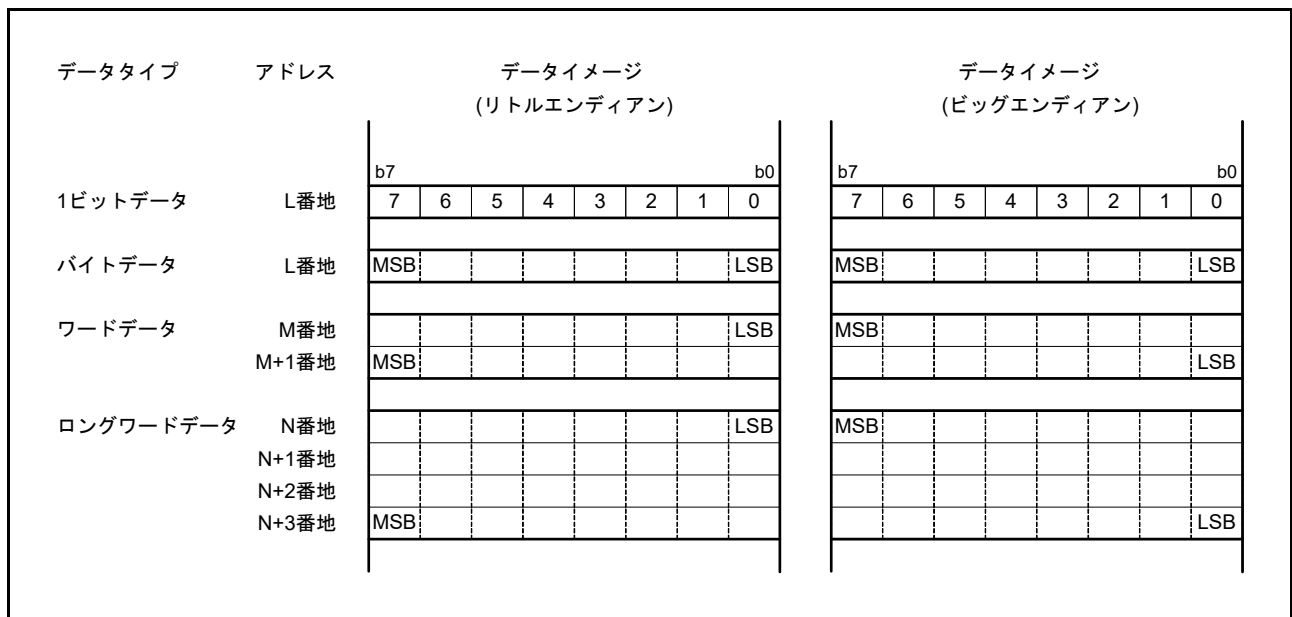 データタイプ アドレス データイメージ データイメージ
(リトルエンディアン) (ビッグエンディアン)
b7 b0 b7 b0
1ビットデータ L番地 7 6 5 4 3 2 1 0 7 6 5 4 3 2 1 0
バイトデータ L番地 MSB LSB MSB LSB
ワードデータ M番地 LSB MSB
M+1番地 MSB LSB
ロングワードデータ N番地 LSB MSB
N+1番地
N+2番地
N+3番地 MSB LSB